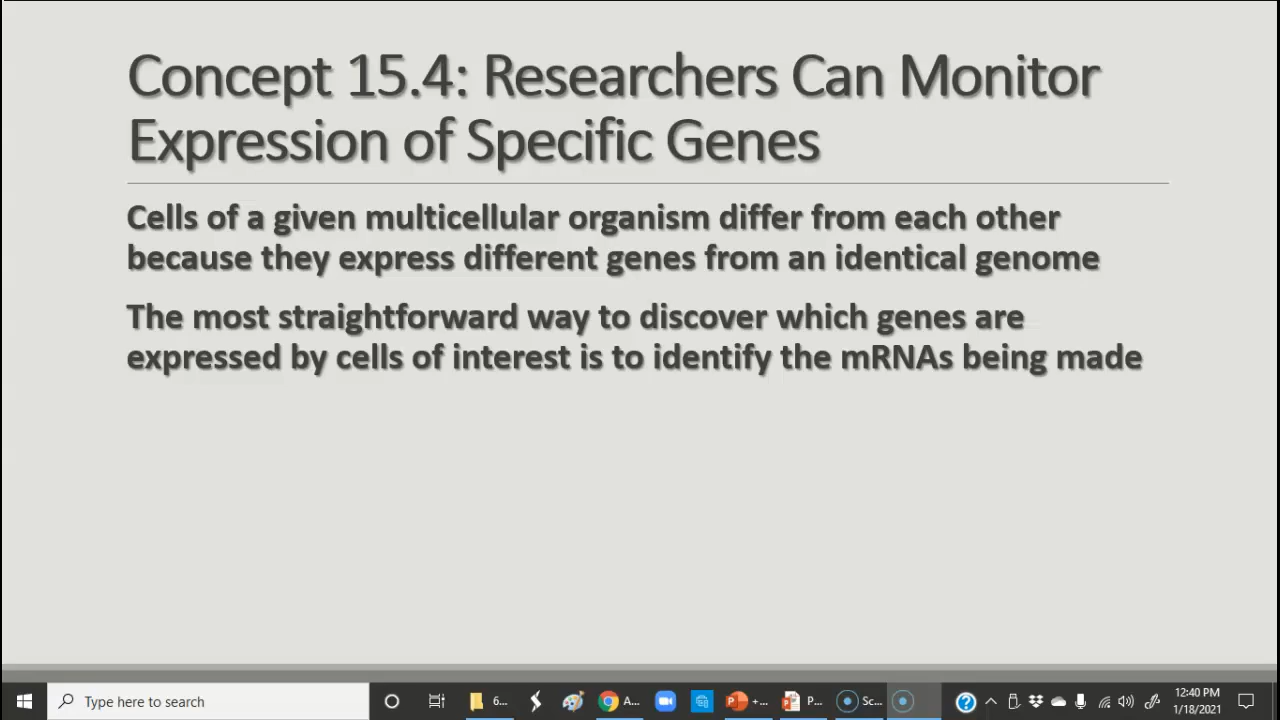 Concept 15.4: Researchers Can Monitor
Expression of Specific Genes
Cells of a given multicellular organism differ from each other
because they express different genes from an identical genome
The most straightforward way to discover which genes are
expressed by cells of interest is to identify the mRNAs being made
Type here to search
6...
A...
+...
P...
Sc...
12:40 PM
1/18/2021